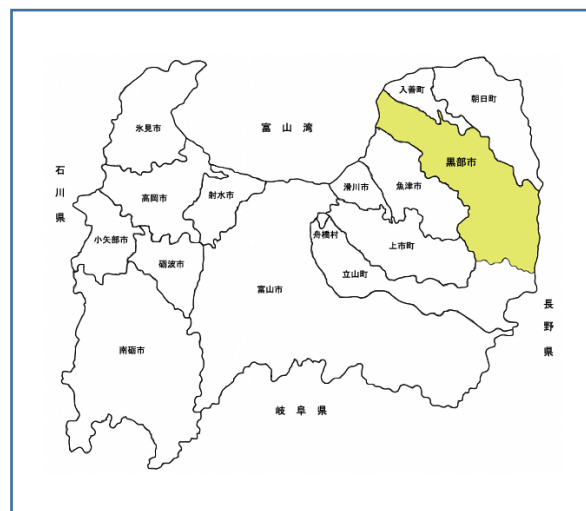 入善町
朝日町
氷見市
富山湾
黒部市
石川県
高岡市
射水市
滑川市
魚津市
小矢部市
砺波市
舟橋村
上市町
立山町
富山市
長野県
南砺市
岐阜県